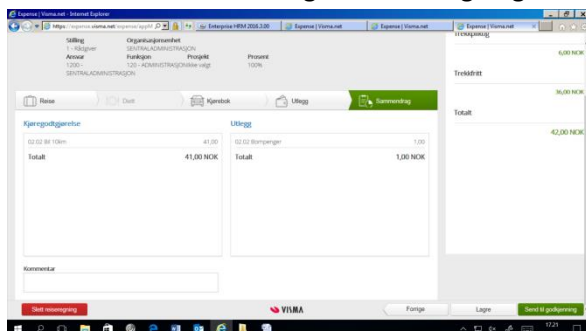 Expense | Visma.net - Internet Explorer
Enterprise HRM 2016.3.00
Expense | Visma.net
Expense | Visma.net
Expense | Visma.net
Stilling
Organisasjonsenhet
1 - Rådgiver
SENTRALADMINISTRASJON
Ansvar
Funksjon
Prosjekt
Prosent
1200 -
120 - ADMINISTRASJON
Ikke valgt
100%
SENTRALADMINISTRASJON
Trekkpliktig
6,00 NOK
Trekkfritt
36,00 NOK
Totalt
42,00 NOK
Reise
Diett
Kjørebok
Utlegg
Sammendrag
Kjøregodtgjørelse
Utlegg
02.02 Bil 10km
41,00
02.02 Bompenger
1,00
Totalt
41,00 NOK
Totalt
1,00 NOK
Kommentar
Slett reiseregning
VISMA
Forrige
Lagre
Send til godkjenning
17.21